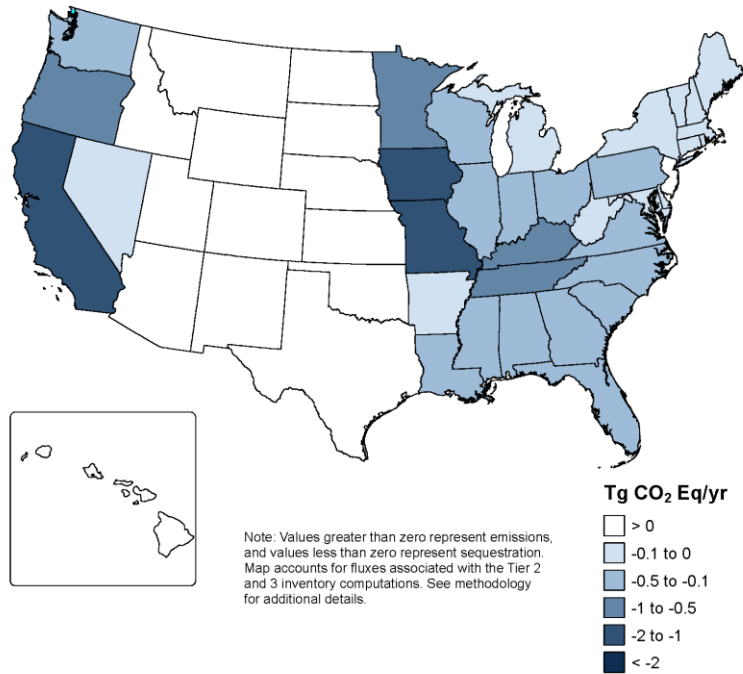 Tg CO₂ Eq/yr
> 0
-0.1 to 0
-0.5 to -0.1
-1 to -0.5
-2 to -1
< -2
Note: Values greater than zero represent emissions,
and values less than zero represent sequestration.
Map accounts for fluxes associated with the Tier 2
and 3 inventory computations. See methodology
for additional details.